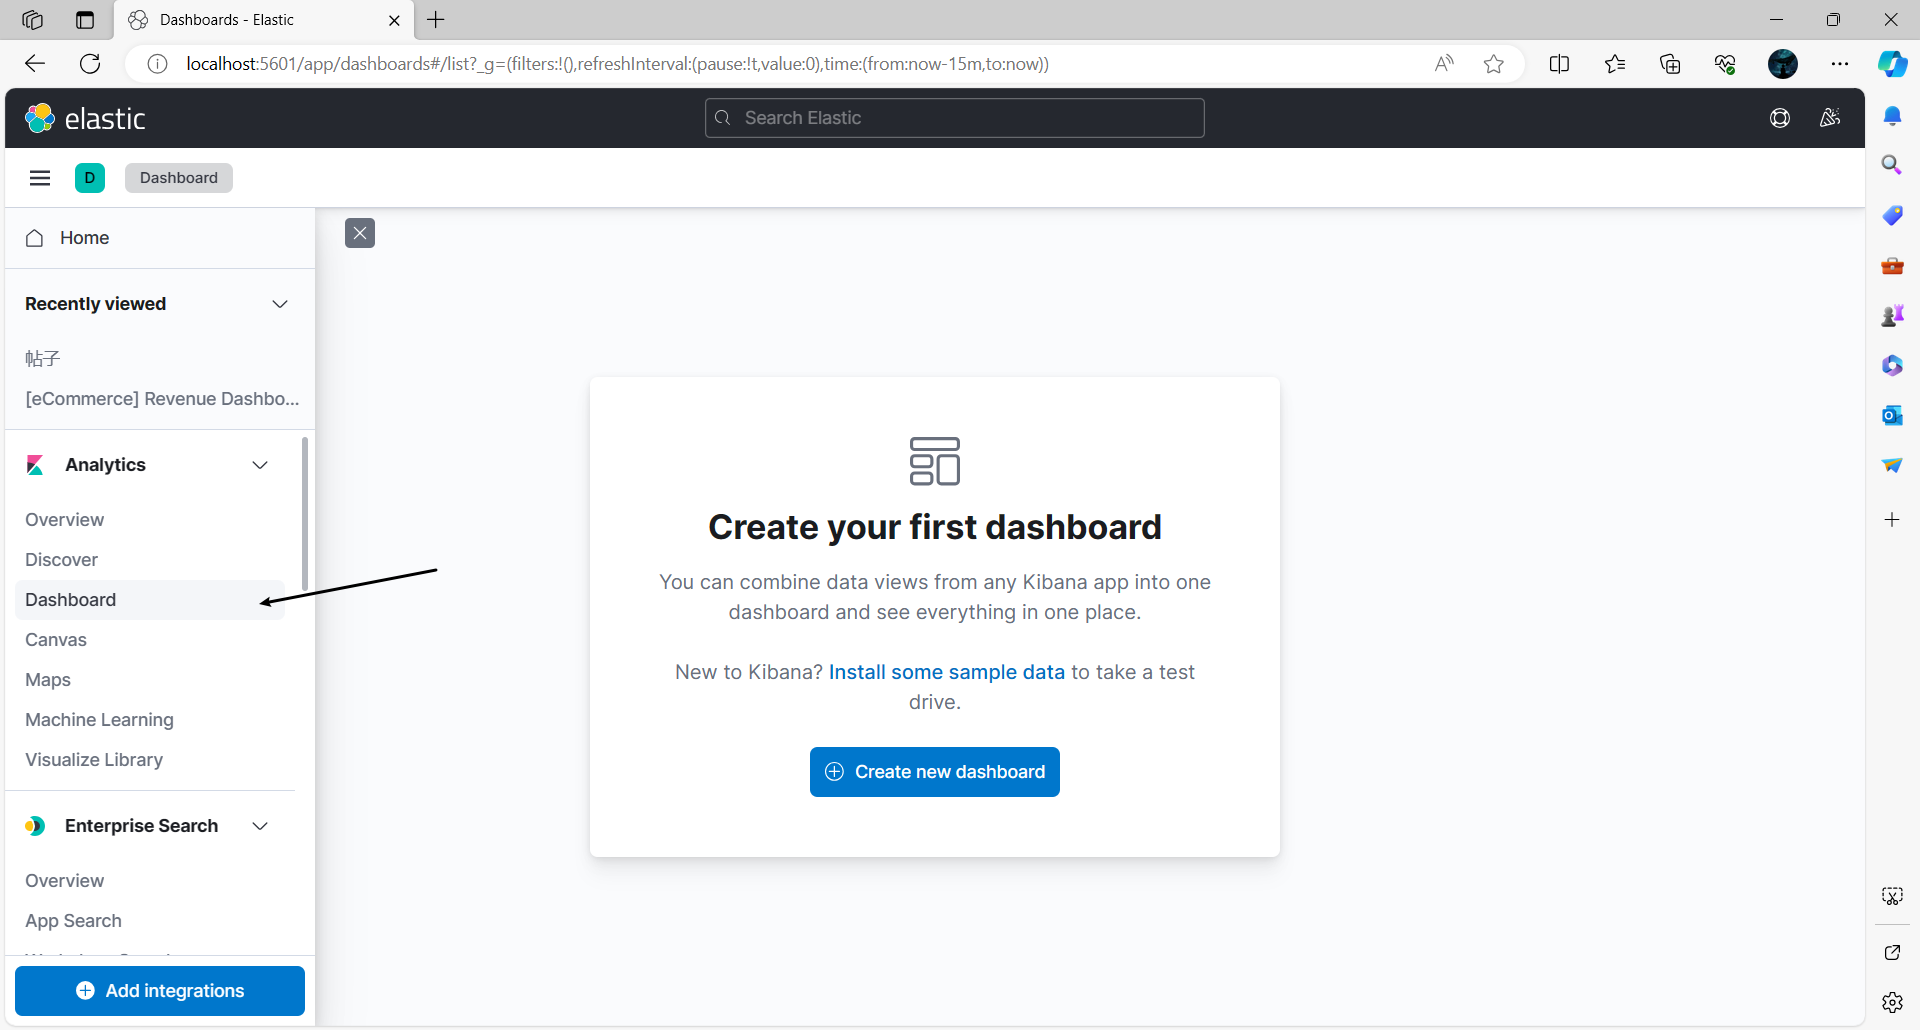 Dashboards - Elastic
localhost:5601/app/dashboards#/list?_g=(filters:!(),refreshInterval:(pause:!t,value:0),time:(from:now-15m,to:now))
elastic
Search Elastic
D
Dashboard
Home
Recently viewed
帖子
[eCommerce] Revenue Dashbo...
Analytics
Overview
Discover
Dashboard
Canvas
Maps
Machine Learning
Visualize Library
Enterprise Search
Overview
App Search
Add integrations
Create your first dashboard
You can combine data views from any Kibana app into one
dashboard and see everything in one place.
New to Kibana? Install some sample data to take a test
drive.
Create new dashboard